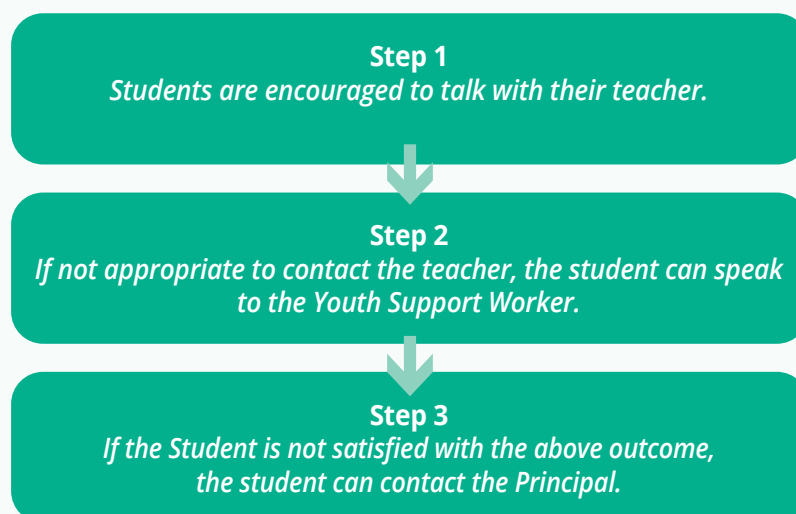 Step 1
Students are encouraged to talk with their teacher.
Step 2
If not appropriate to contact the teacher, the student can speak
to the Youth Support Worker.
Step 3
If the Student is not satisfied with the above outcome,
the student can contact the Principal.